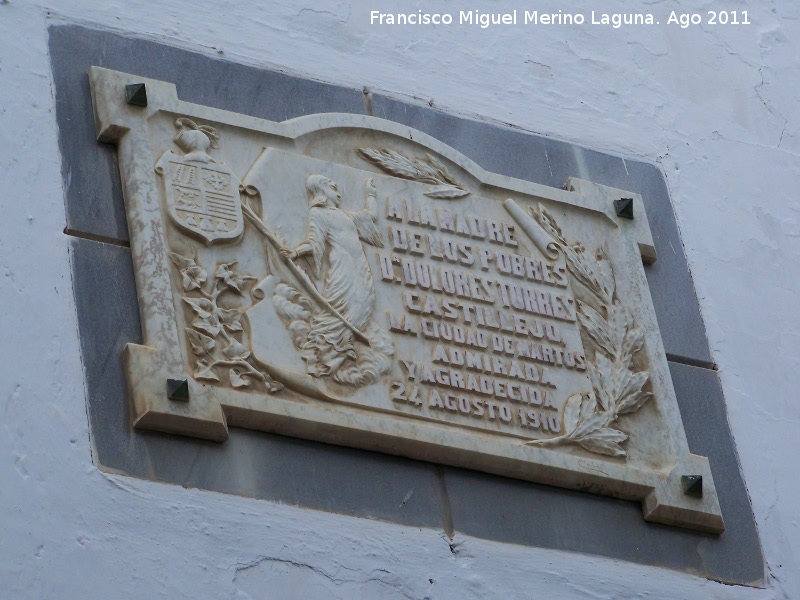 Francisco Miguel Merino Laguna. Ago 2011
A LA MADRE
DE LOS POBRES
Dª DOLORES TORRES
CASTILLEJO,
LA CIUDAD DE MARTOS
ADMIRADA
Y AGRADECIDA
24 AGOSTO 1910